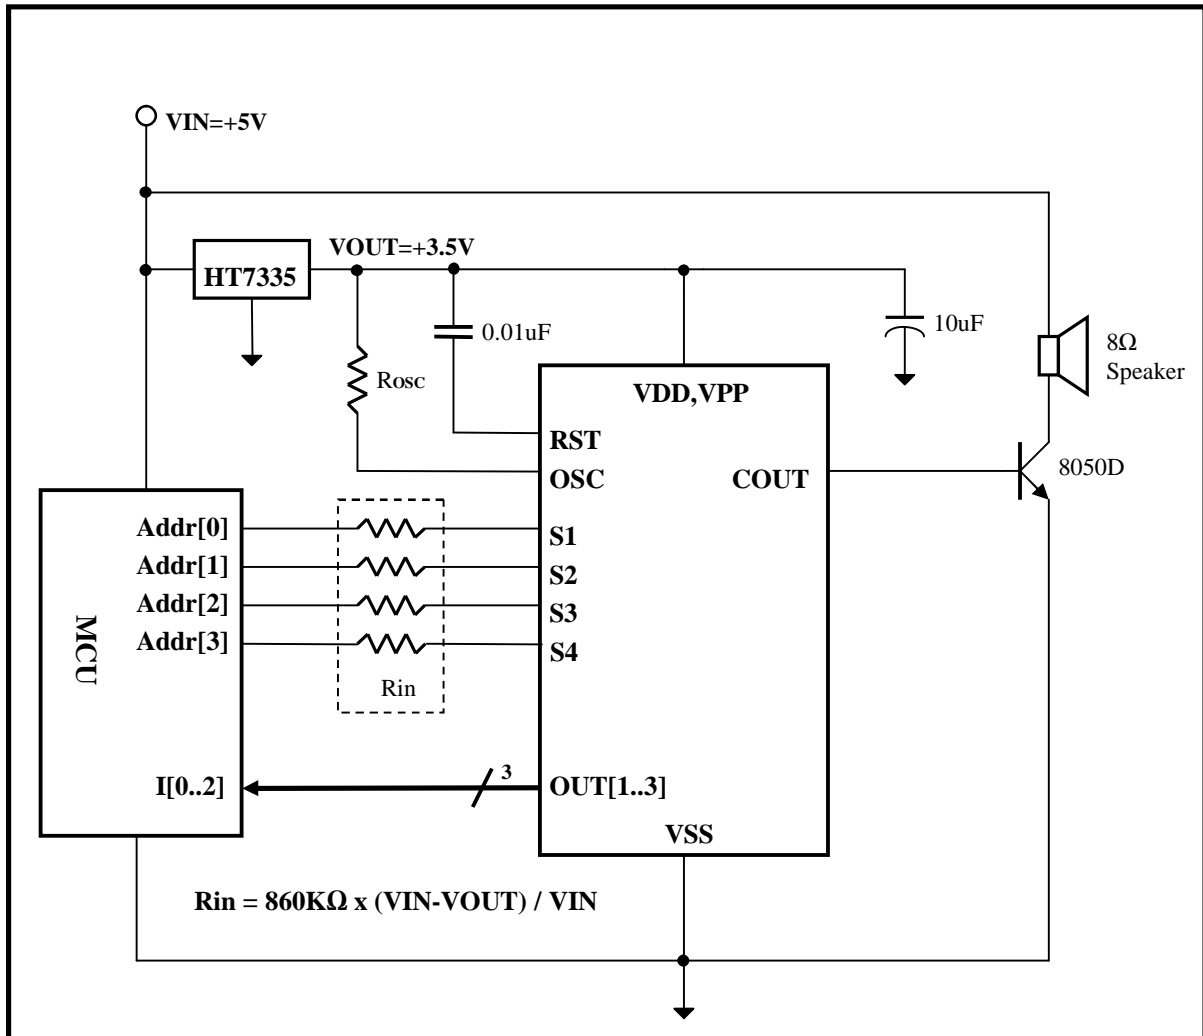 VIN=+5V
VOUT=+3.5V
HT7335
0.01uF
10uF
8Ω
Speaker
Rosc
VDD,VPP
RST
OSC
COUT
8050D
Addr[0]
S1
Addr[1]
S2
Addr[2]
S3
Addr[3]
S4
MCU
Rin
3
I[0..2]
OUT[1..3]
VSS
Rin = 860KΩ x (VIN-VOUT) / VIN